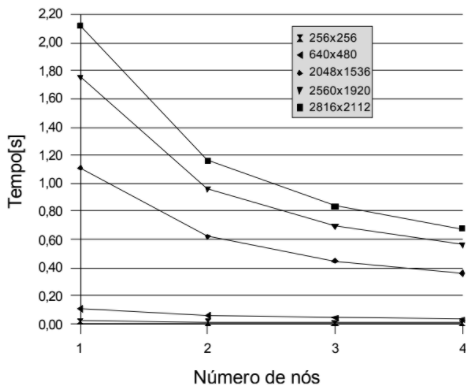 2,20
2,00
1,80
1,60
1,40
1,20
1,00
0,80
0,60
0,40
0,20
0,00
Tempo[s]
256x256
640x480
2048x1536
2560x1920
2816x2112
1 2 3 4
Número de nós